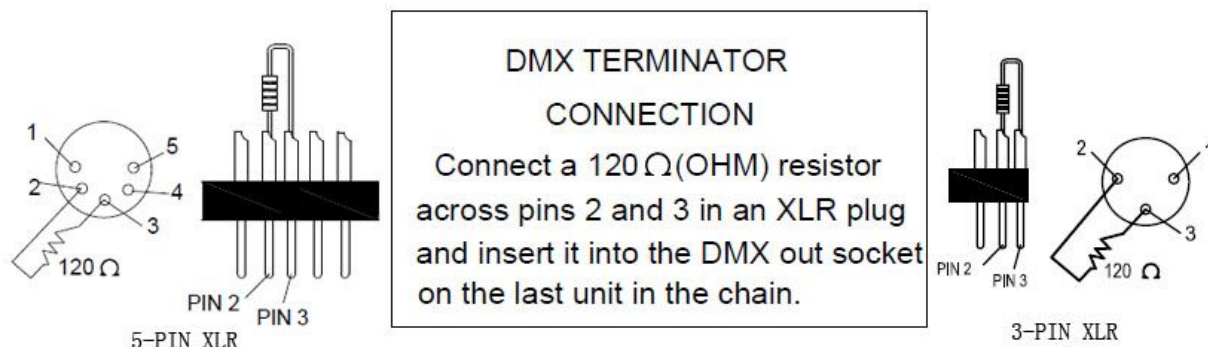 1
2
5
4
3
120 Ω
PIN 2
PIN 3
5-PIN XLR
DMX TERMINATOR
CONNECTION
Connect a 120Ω(OHM) resistor
across pins 2 and 3 in an XLR plug
and insert it into the DMX out socket
on the last unit in the chain.
PIN 2
PIN 3
2
3
120 Ω
3-PIN XLR